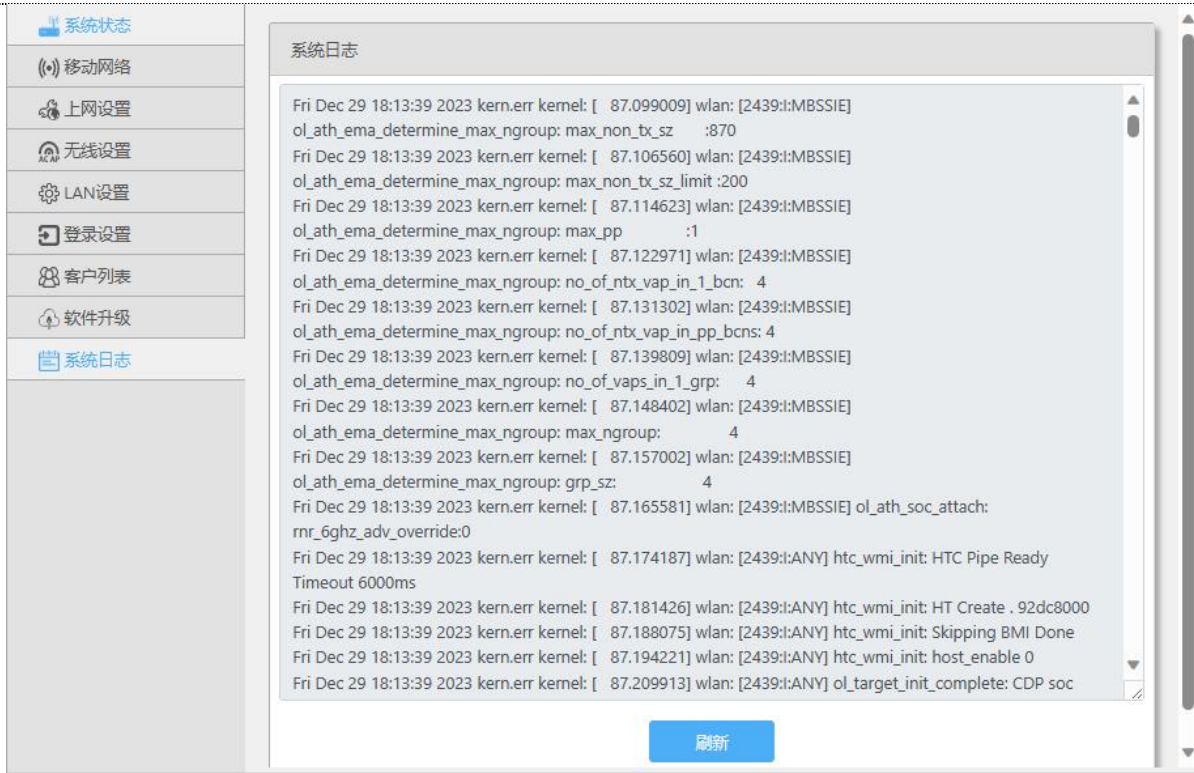 系统状态
移动网络
上网设置
无线设置
LAN设置
登录设置
客户列表
软件升级
系统日志
系统日志
Fri Dec 29 18:13:39 2023 kern.err kernel: [   87.099009] wlan: [2439:I:MBSSIE]
ol_ath_ema_determine_max_ngroup: max_non_tx_sz      :870
Fri Dec 29 18:13:39 2023 kern.err kernel: [   87.106560] wlan: [2439:I:MBSSIE]
ol_ath_ema_determine_max_ngroup: max_non_tx_sz_limit :200
Fri Dec 29 18:13:39 2023 kern.err kernel: [   87.114623] wlan: [2439:I:MBSSIE]
ol_ath_ema_determine_max_ngroup: max_pp             :1
Fri Dec 29 18:13:39 2023 kern.err kernel: [   87.122971] wlan: [2439:I:MBSSIE]
ol_ath_ema_determine_max_ngroup: no_of_ntx_vap_in_1_bcn:  4
Fri Dec 29 18:13:39 2023 kern.err kernel: [   87.131302] wlan: [2439:I:MBSSIE]
ol_ath_ema_determine_max_ngroup: no_of_ntx_vap_in_pp_bcns: 4
Fri Dec 29 18:13:39 2023 kern.err kernel: [   87.139809] wlan: [2439:I:MBSSIE]
ol_ath_ema_determine_max_ngroup: no_of_vaps_in_1_grp:     4
Fri Dec 29 18:13:39 2023 kern.err kernel: [   87.148402] wlan: [2439:I:MBSSIE]
ol_ath_ema_determine_max_ngroup: max_ngroup:              4
Fri Dec 29 18:13:39 2023 kern.err kernel: [   87.157002] wlan: [2439:I:MBSSIE]
ol_ath_ema_determine_max_ngroup: grp_sz:                  4
Fri Dec 29 18:13:39 2023 kern.err kernel: [   87.165581] wlan: [2439:I:MBSSIE] ol_ath_soc_attach:
rnr_6ghz_adv_override:0
Fri Dec 29 18:13:39 2023 kern.err kernel: [   87.174187] wlan: [2439:I:ANY] htc_wmi_init: HTC Pipe Ready
Timeout 6000ms
Fri Dec 29 18:13:39 2023 kern.err kernel: [   87.181426] wlan: [2439:I:ANY] htc_wmi_init: HT Create . 92dc8000
Fri Dec 29 18:13:39 2023 kern.err kernel: [   87.188075] wlan: [2439:I:ANY] htc_wmi_init: Skipping BMI Done
Fri Dec 29 18:13:39 2023 kern.err kernel: [   87.194221] wlan: [2439:I:ANY] htc_wmi_init: host_enable 0
Fri Dec 29 18:13:39 2023 kern.err kernel: [   87.209913] wlan: [2439:I:ANY] ol_target_init_complete: CDP soc
刷新